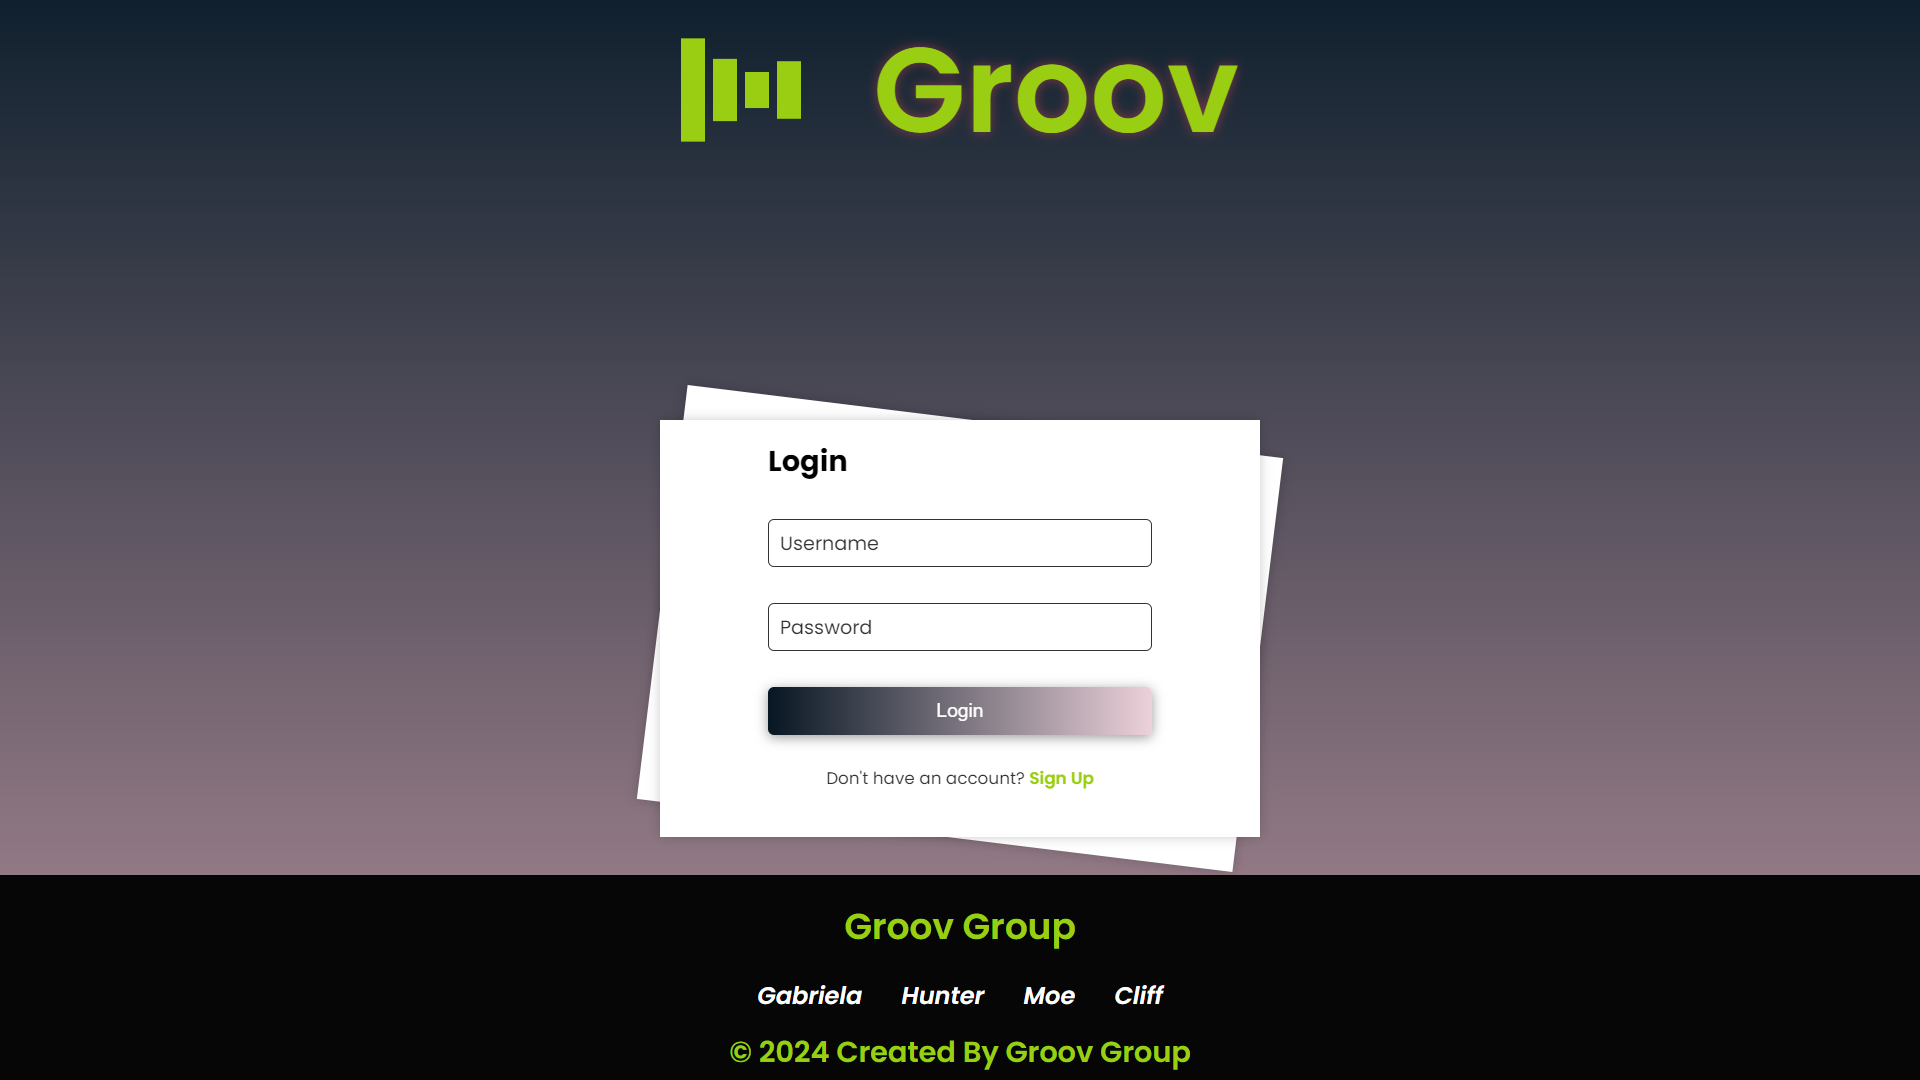 Groov
Login
Username
Password
Login
Don't have an account? Sign Up
Groov Group
Gabriela Hunter Moe Cliff
© 2024 Created By Groov Group